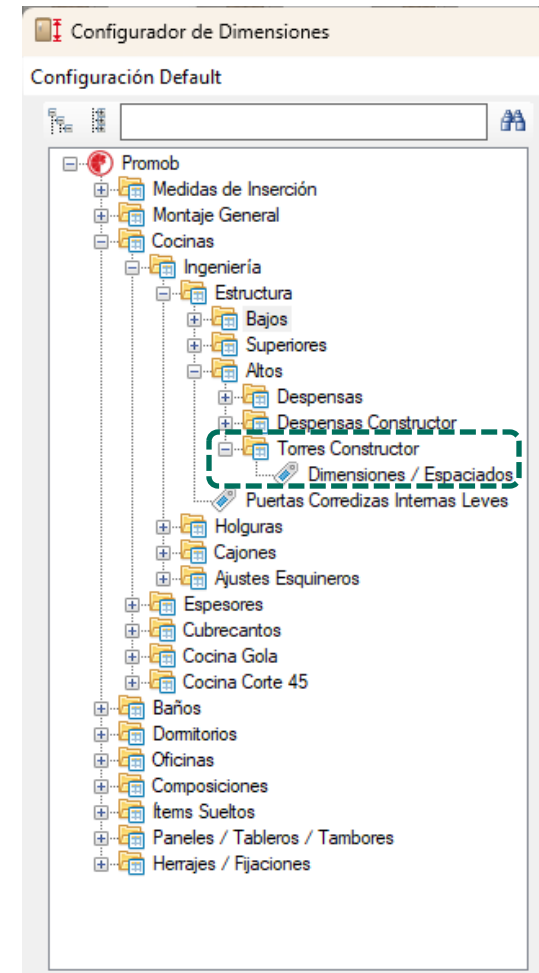 Configurador de Dimensiones
Configuración Default
Promob
Medidas de Inserción
Montaje General
Cocinas
Ingeniería
Estructura
Bajos
Superiores
Altos
Despensas
Despensas Constructor
Torres Constructor
Dimensiones / Espaciados
Puertas Corredizas Internas Leves
Holguras
Cajones
Ajustes Esquineros
Espesores
Cubrecantos
Cocina Gola
Cocina Corte 45
Baños
Dormitorios
Oficinas
Composiciones
Ítems Sueltos
Paneles / Tableros / Tambores
Herrajes / Fijaciones